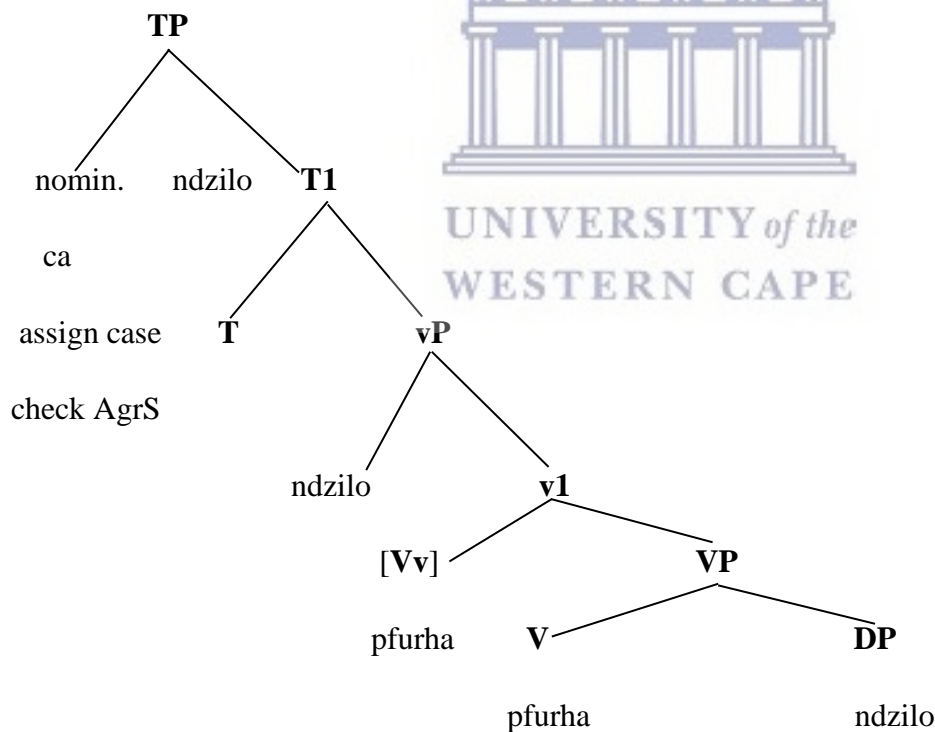 TP
nomin. ndzilo T1
UNIVERSITY of the
ca
WESTERN CAPE
assign case T vP
check AgrS
ndzilo v1
[Vv] VP
pfurha V DP
pfurha ndzilo